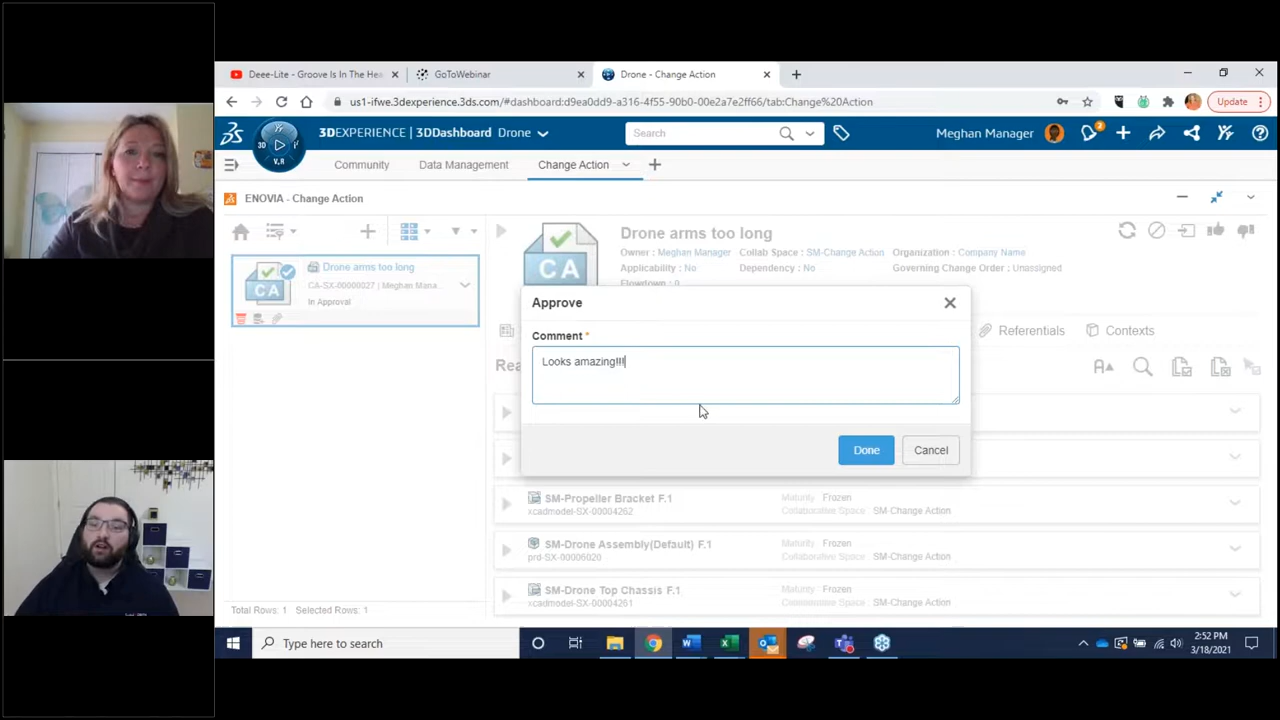 Deee-Lite - Groove Is In The Hea
GoToWebinar
Drone - Change Action
us1-ifwe.3dexperience.3ds.com/#dashboard:d9ea0dd9-a316-4f55-90b0-00e2a7e2ff66/tab:Change%20Action
Update
3D
V.R
3DEXPERIENCE | 3DDashboard Drone
Search
Meghan Manager
2
Community
Data Management
Change Action
ENOVIA - Change Action
CA
Drone arms too long
CA-SX-00000027 | Meghan Mana...
In Approval
Total Rows: 1 Selected Rows: 1
CA
Drone arms too long
Owner : Meghan Manager Collab Space : SM-Change Action Organization : Company Name
Applicability : No Dependency : No Governing Change Order : Unassigned
Flowdown : 0
Referentials
Contexts
Rea
Approve
Comment *
Looks amazing!!!
Done
Cancel
SM-Propeller Bracket F.1
xcadmodel-SX-00004262
Maturity Frozen
Collaborative Space SM-Change Action
SM-Drone Assembly(Default) F.1
prd-SX-00006020
Maturity Frozen
Collaborative Space SM-Change Action
SM-Drone Top Chassis F.1
xcadmodel-SX-00004261
Maturity Frozen
Collaborative Space SM-Change Action
Type here to search
2:52 PM
3/18/2021